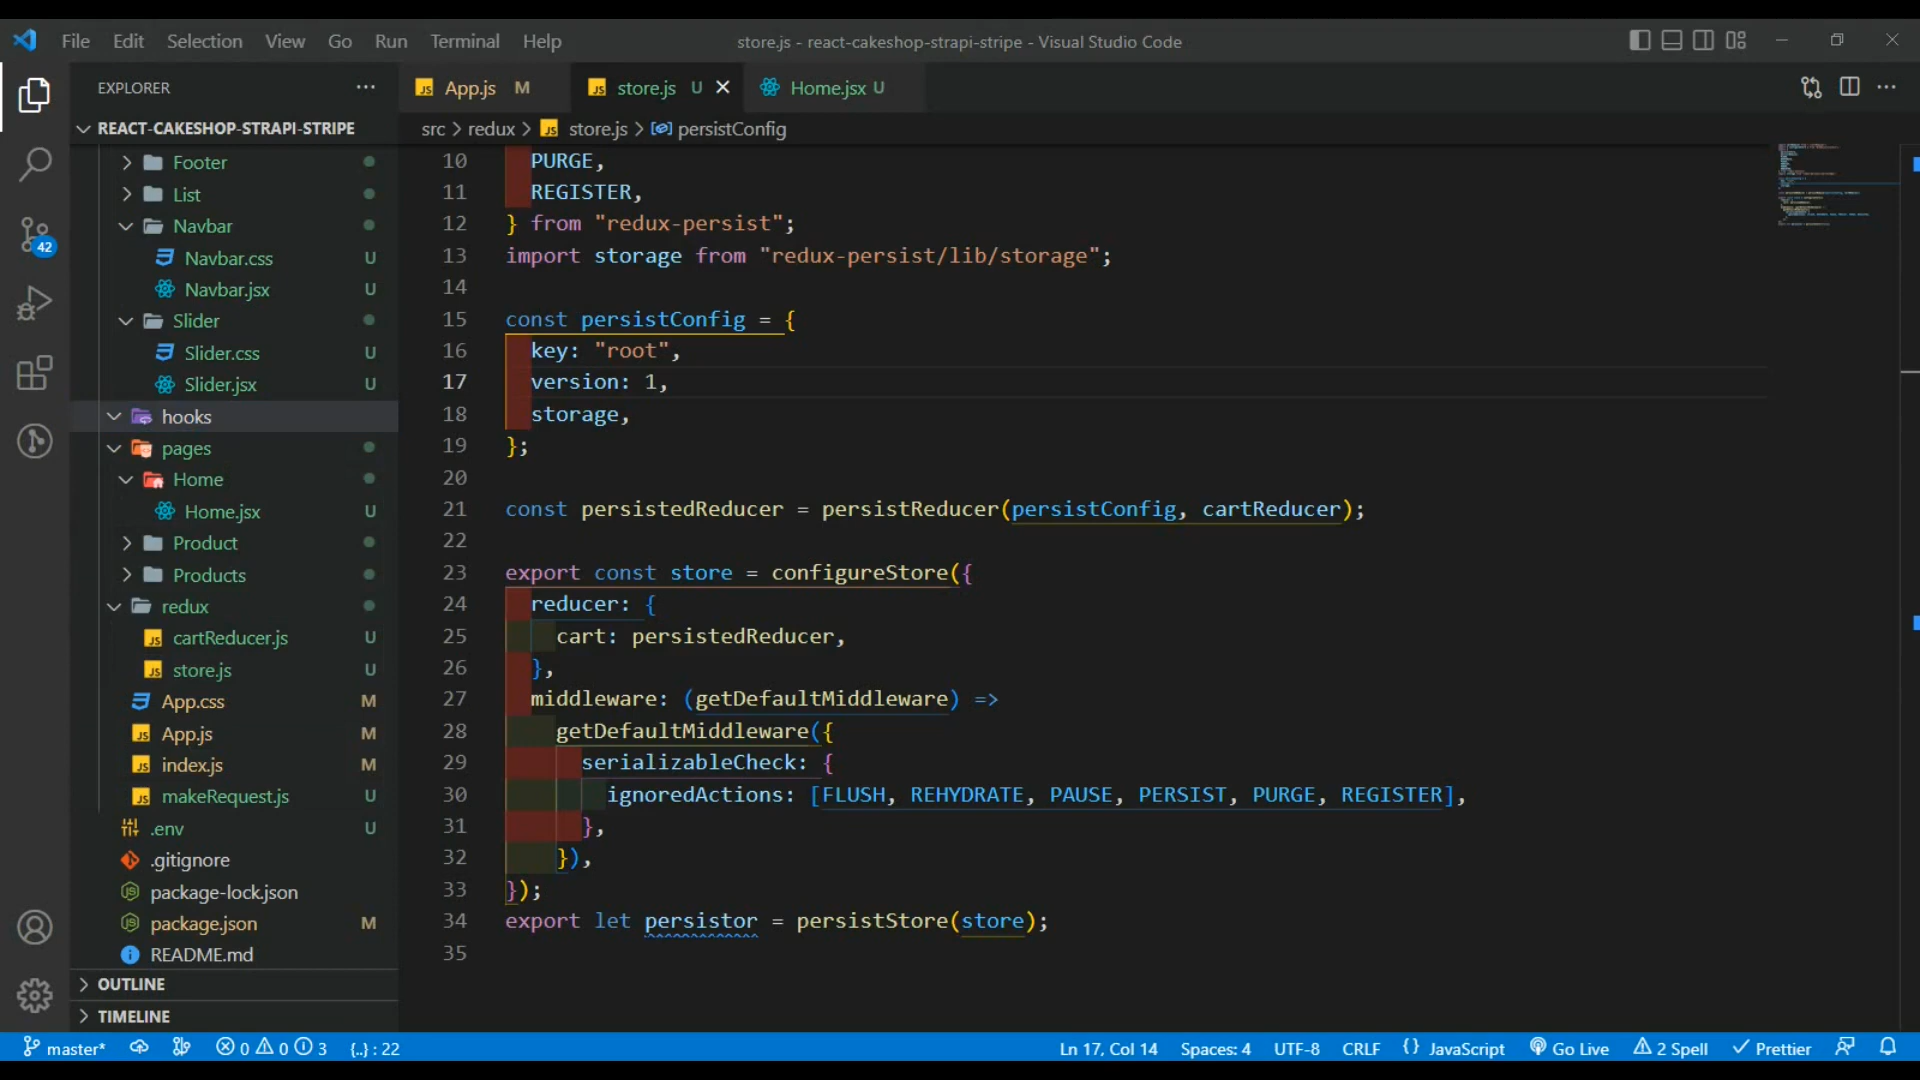 File Edit Selection View Go Run Terminal Help
store.js - react-cakeshop-strapi-stripe - Visual Studio Code
EXPLORER
REACT-CAKESHOP-STRAPI-STRIPE
Footer
List
Navbar
Navbar.css U
Navbar.jsx U
Slider
Slider.css U
Slider.jsx U
hooks
pages
Home
Home.jsx U
Product
Products
redux
cartReducer.js U
store.js U
App.css M
App.js M
index.js M
makeRequest.js U
.env U
.gitignore
package-lock.json
package.json M
README.md
OUTLINE
TIMELINE
42
App.js M
store.js U
Home.jsx U
src > redux > store.js > persistConfig
10 PURGE,
11 REGISTER,
12 } from "redux-persist";
13 import storage from "redux-persist/lib/storage";
14
15 const persistConfig = {
16 key: "root",
17 version: 1,
18 storage,
19 };
20
21 const persistedReducer = persistReducer(persistConfig, cartReducer);
22
23 export const store = configureStore({
24 reducer: {
25 cart: persistedReducer,
26 },
27 middleware: (getDefaultMiddleware) =>
28 getDefaultMiddleware({
29 serializableCheck: {
30 ignoredActions: [FLUSH, REHYDRATE, PAUSE, PERSIST, PURGE, REGISTER],
31 },
32 }),
33 });
34 export let persistor = persistStore(store);
35
master* 0 0 3 {..} : 22
Ln 17, Col 14 Spaces: 4 UTF-8 CRLF {} JavaScript Go Live 2 Spell Prettier